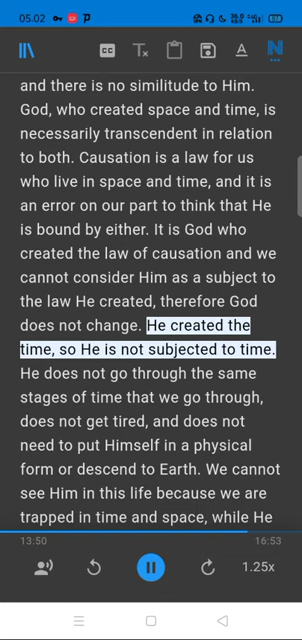 05.02
CC
and there is no similitude to Him.
God, who created space and time, is
necessarily transcendent in relation
to both. Causation is a law for us
who live in space and time, and it is
an error on our part to think that He
is bound by either. It is God who
created the law of causation and we
cannot consider Him as a subject to
the law He created, therefore God
does not change. He created the
time, so He is not subjected to time.
He does not go through the same
stages of time that we go through,
does not get tired, and does not
need to put Himself in a physical
form or descend to Earth. We cannot
see Him in this life because we are
trapped in time and space, while He
13:50 16:53
1.25x